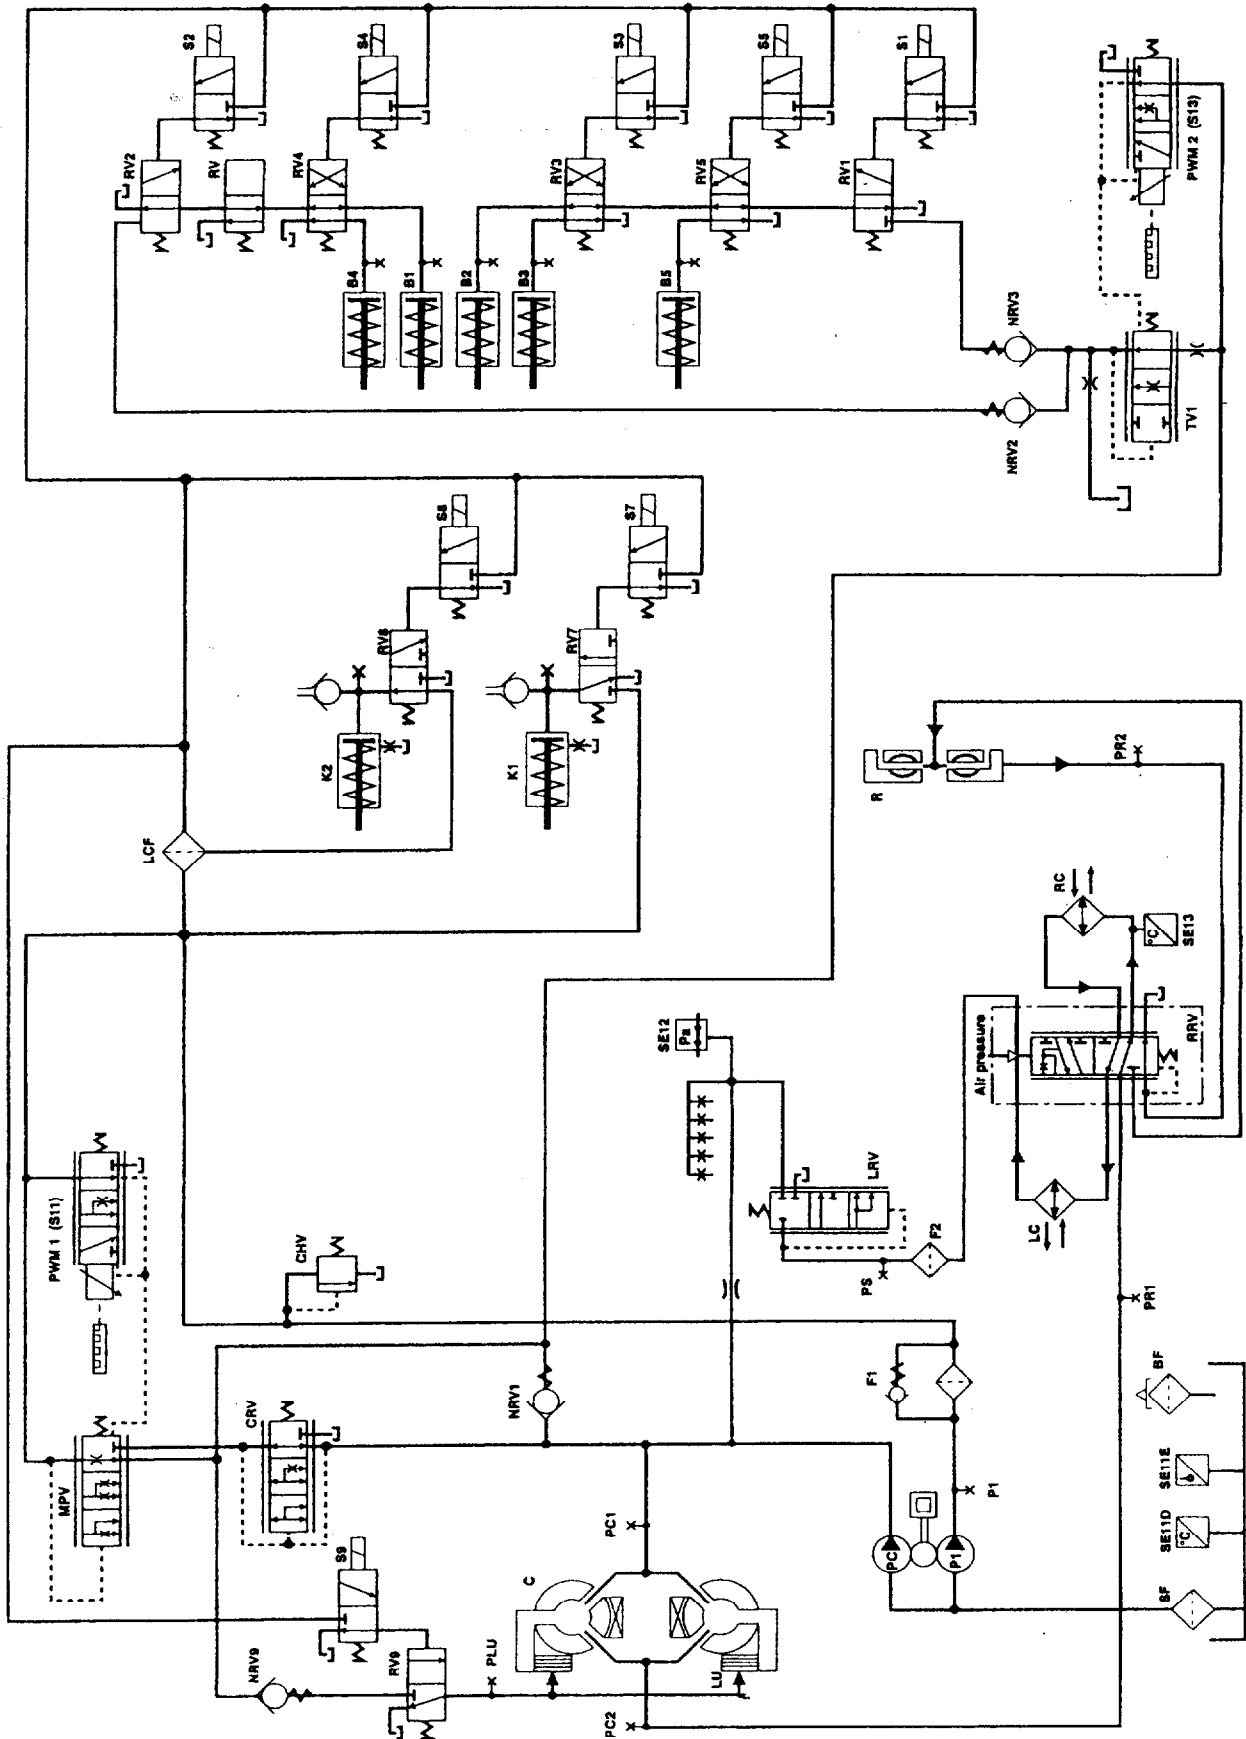 S2
S4
S3
S5
S1
RV2
RV
RV4
RV3
RV5
RV1
PWM 2 (S13)
B4
B1
B2
B3
B5
NRV3
NRV2
TV1
S7
RV7
K2
K1
LCF
R
PR2
RC
°C
SE13
SE12
Pa
Air pressure
RRV
LRV
LC
F2
PS
PR1
PWM 1 (S11)
CHV
MPV
CRV
NRV1
F1
BF
SE11E
SE11D
°C
P1
PC1
PC
P1
S9
C
SF
NRV9
RV9
PLU
LU
PC2